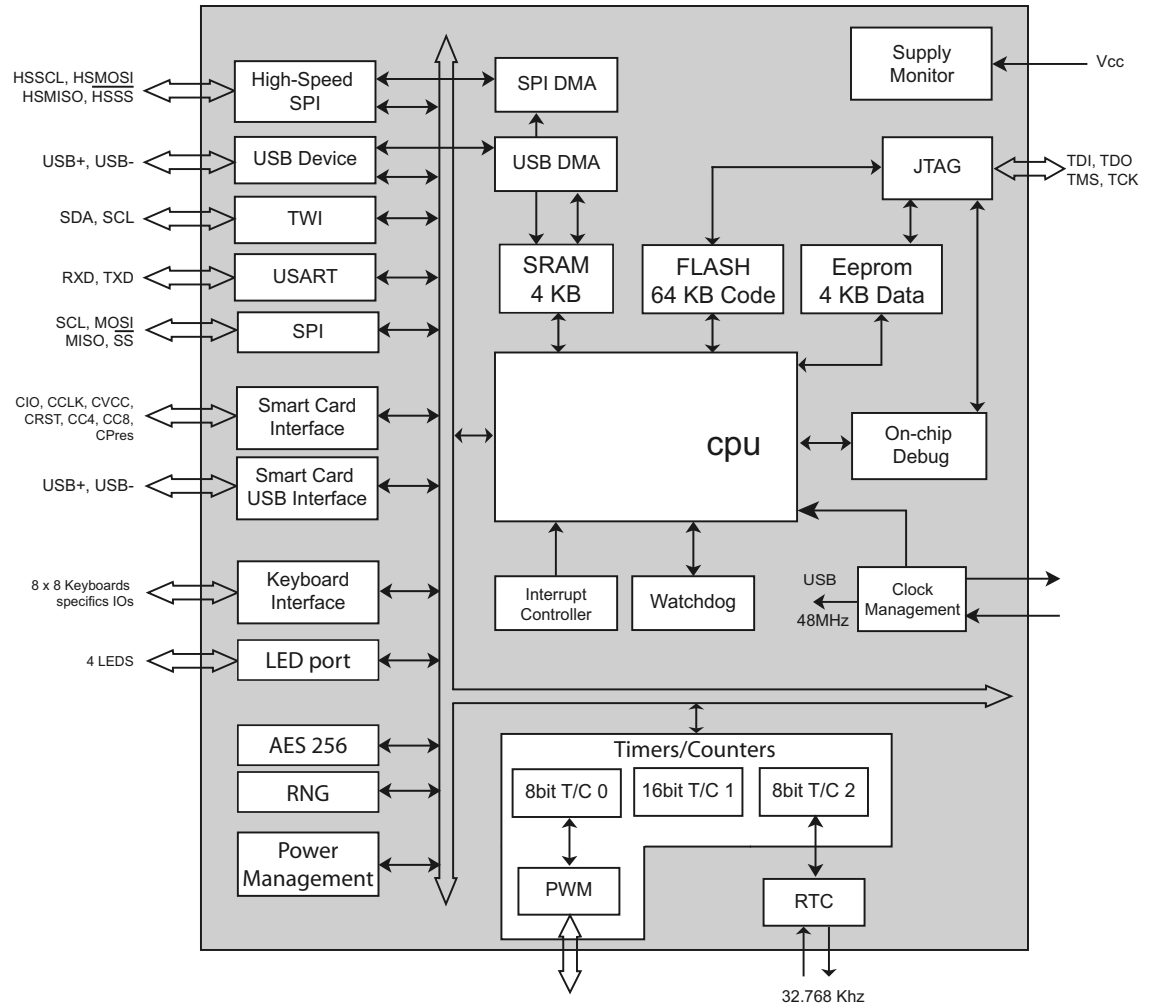 HSSCL, HSMOSI
HSMISO, HSSS
High-Speed
SPI
SPI DMA
Supply
Monitor
Vcc
USB+, USB-
USB Device
USB DMA
JTAG
TDI, TDO
TMS, TCK
SDA, SCL
TWI
SRAM
4 KB
FLASH
64 KB Code
Eeprom
4 KB Data
RXD, TXD
USART
SCL, MOSI
MISO, SS
SPI
CIO, CCLK, CVCC,
CRST, CC4, CC8,
CPres
Smart Card
Interface
cpu
On-chip
Debug
USB+, USB-
Smart Card
USB Interface
8 x 8 Keyboards
specifics IOs
Keyboard
Interface
Interrupt
Controller
Watchdog
USB
48MHz
Clock
Management
4 LEDS
LED port
AES 256
RNG
Power
Management
Timers/Counters
8bit T/C 0
16bit T/C 1
8bit T/C 2
PWM
RTC
32.768 Khz